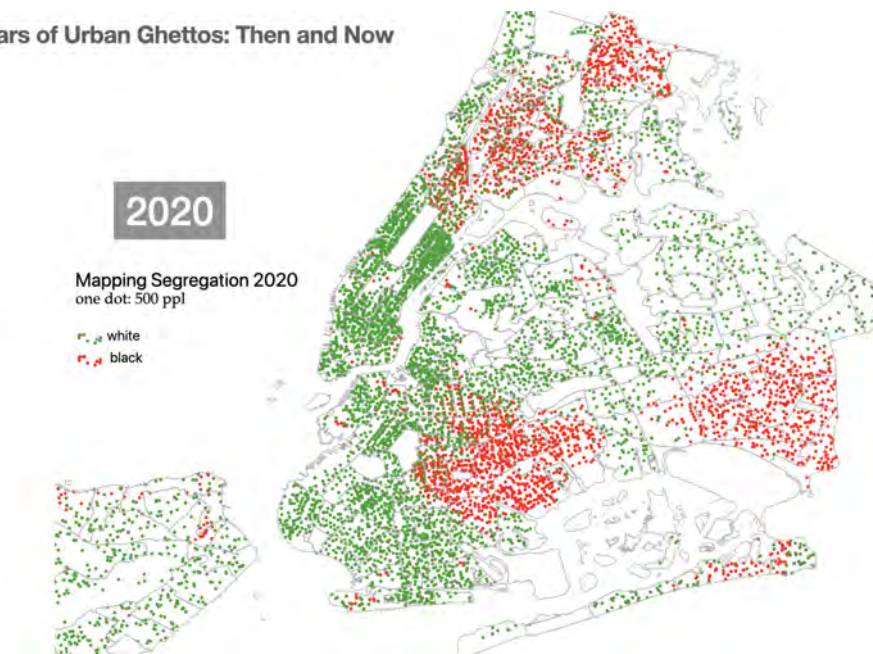 ars of Urban Ghettos: Then and Now
2020
Mapping Segregation 2020
one dot: 500 ppl
white
black